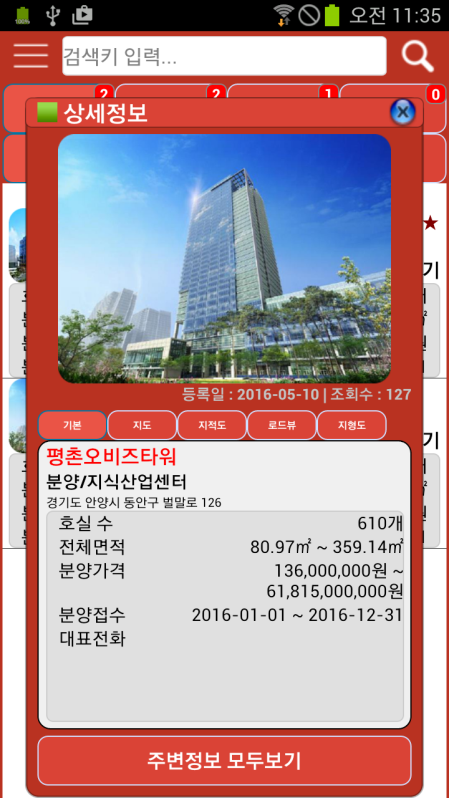 100%
오전 11:35
검색키 입력...
2
2
1
0
상세정보
★
기
등록일 : 2016-05-10 | 조회수 : 127
기본
지도
지적도
로드뷰
지형도
평촌오비즈타워
분양/지식산업센터
경기도 안양시 동안구 벌말로 126
호실 수 610개
전체면적 80.97㎡ ~ 359.14㎡
분양가격 136,000,000원 ~
61,815,000,000원
분양접수 2016-01-01 ~ 2016-12-31
대표전화
주변정보 모두보기